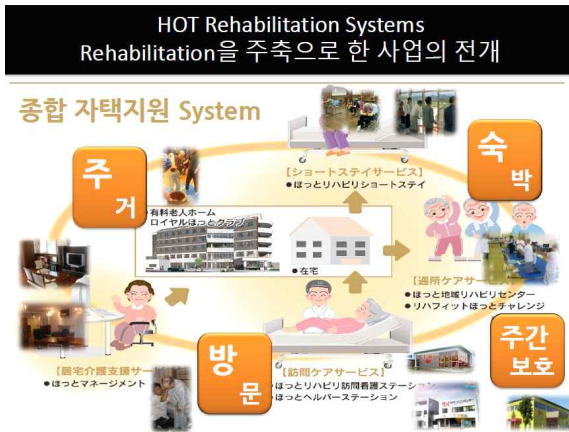 HOT Rehabilitation Systems
Rehabilitation을 주축으로 한 사업의 전개
종합 자택지원 System
【ショートステイサービス】
●ほっとリハビリショートステイ
숙
박
주
거
●有料老人ホーム
ロイヤルほっとクラブ
●在宅
【通所ケアサー
●ほっと地域リハビリセンター
●リハフィットほっとチャレンジ
주간
보호
【居宅介護支援サー
●ほっとマネージメント
방
문
【訪問ケアサービス】
ほっとリハビリ訪問看護ステーション
ほっとヘルパーステーション